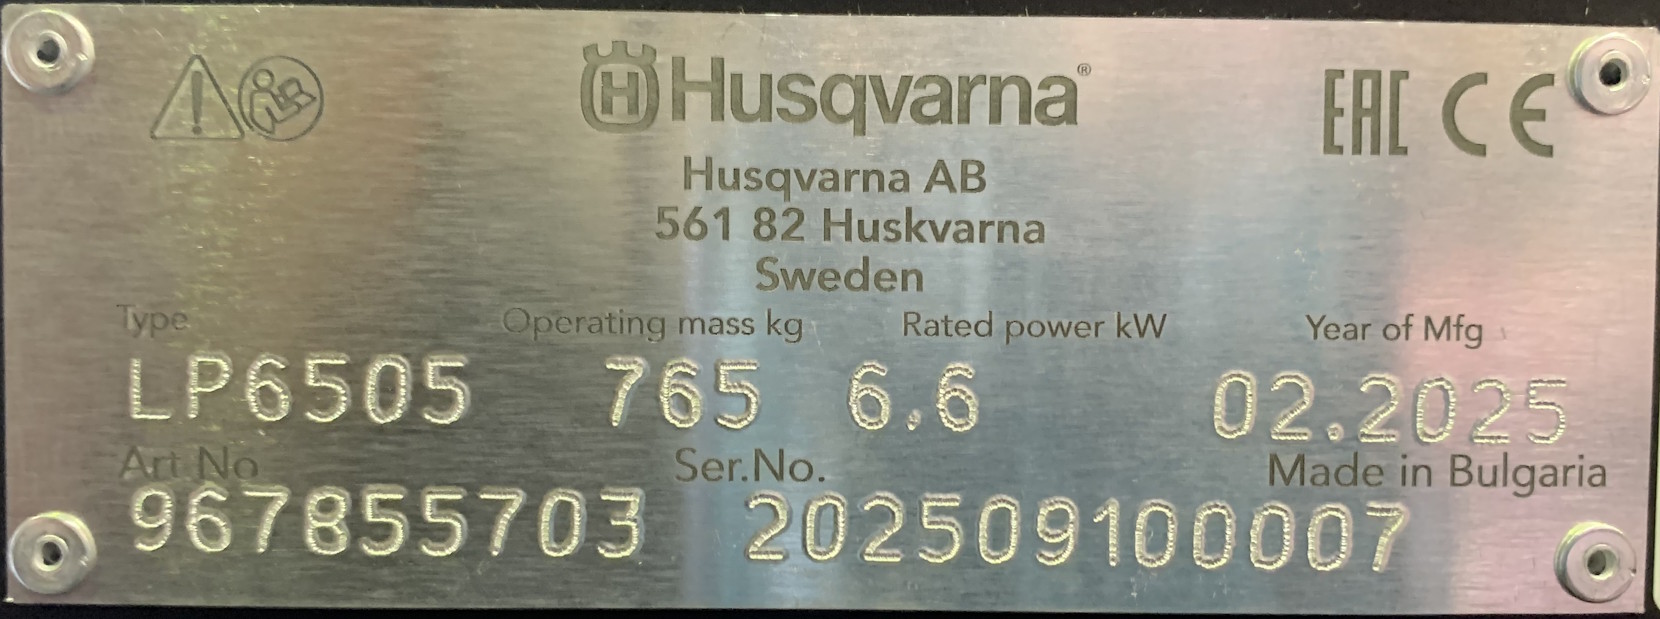 Husqvarna®
EAC CE
Husqvarna AB
561 82 Huskvarna
Sweden
Type Operating mass kg Rated power kW Year of Mfg
LP6505 765 6.6 02.2025
Art No Ser.No. Made in Bulgaria
967855703 202509100007